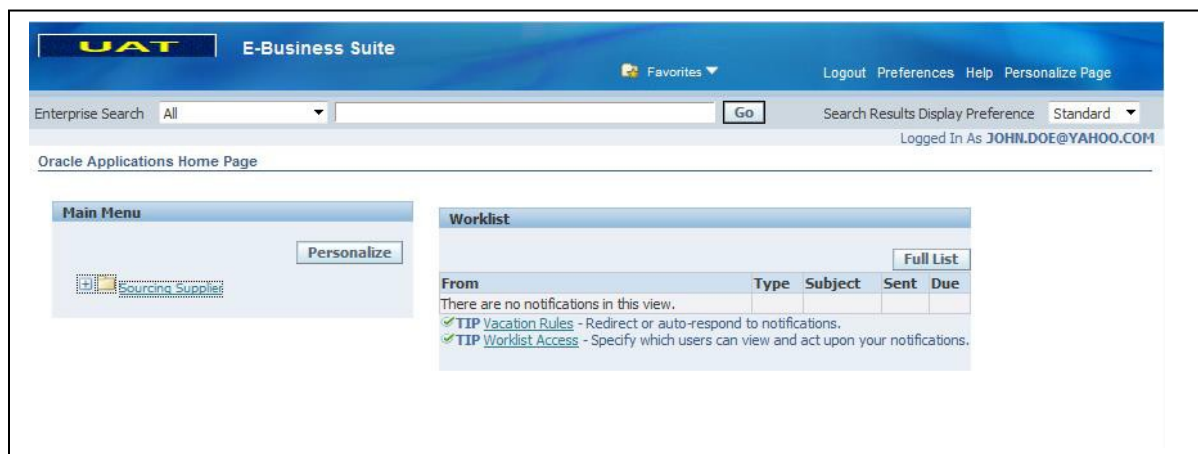 UAT E-Business Suite
Favorites Logout Preferences Help Personalize Page
Enterprise Search All Go Search Results Display Preference Standard
Logged In As JOHN.DOE@YAHOO.COM
Oracle Applications Home Page
Main Menu
Personalize
Sourcing Supplier
Worklist
Full List
From Type Subject Sent Due
There are no notifications in this view.
TIP Vacation Rules - Redirect or auto-respond to notifications.
TIP Worklist Access - Specify which users can view and act upon your notifications.